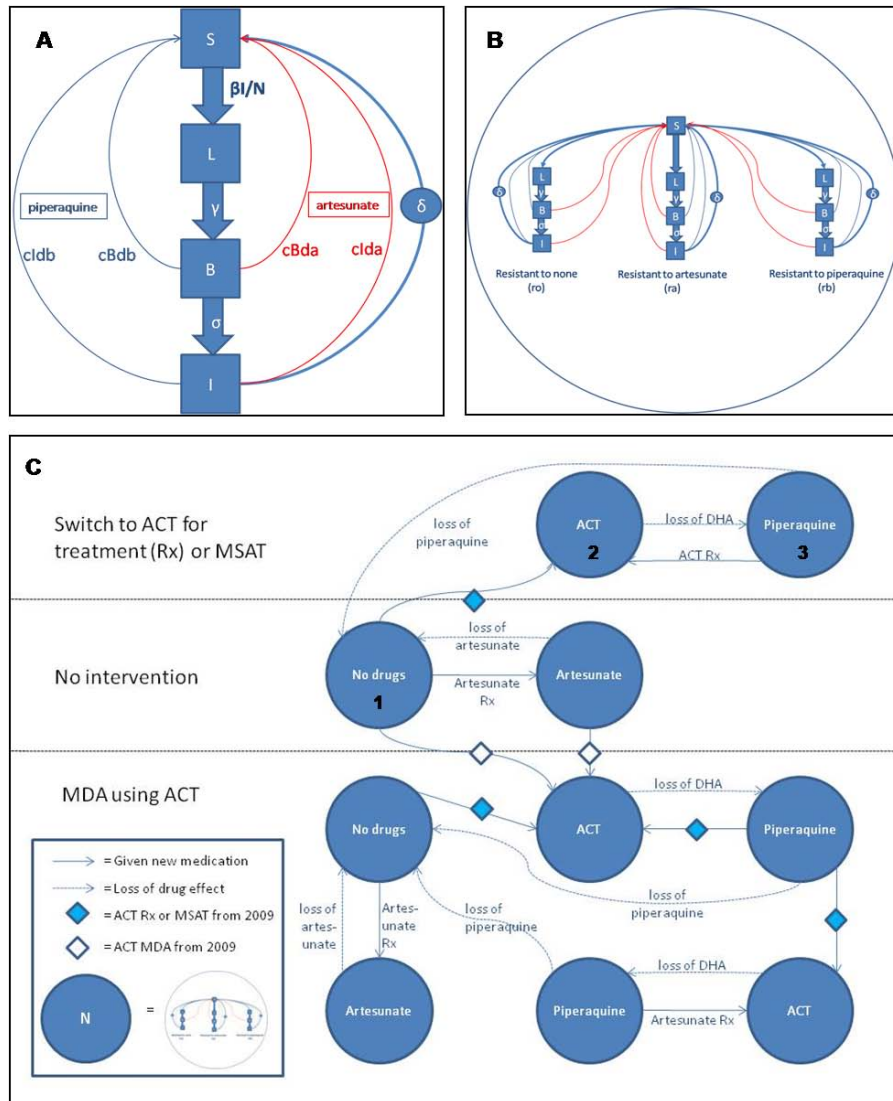 A
S
βI/N
L
piperaquine
artesunate
γ
δ
cIdb
cBdb
cBda
cIda
B
σ
I
B
S
L
L
L
γ
δ
δ
δ
B
B
B
σ
σ
σ
I
I
I
Resistant to none
(ro)
Resistant to artesunate
(ra)
Resistant to piperaquine
(rb)
C
Switch to ACT for
treatment (Rx) or MSAT
loss of
piperaquine
ACT
2
loss of DHA
ACT Rx
Piperaquine
3
No intervention
No drugs
1
loss of
artesunate
Artesunate
Rx
Artesunate
MDA using ACT
No drugs
ACT
loss of DHA
Piperaquine
loss of
piperaquine
loss of
artes-
unate
Artes-
unate
Rx
loss of
piperaquine
Artesunate
Piperaquine
loss of DHA
Artesunate Rx
ACT
= Given new medication
= Loss of drug effect
= ACT Rx or MSAT from 2009
= ACT MDA from 2009
N
=